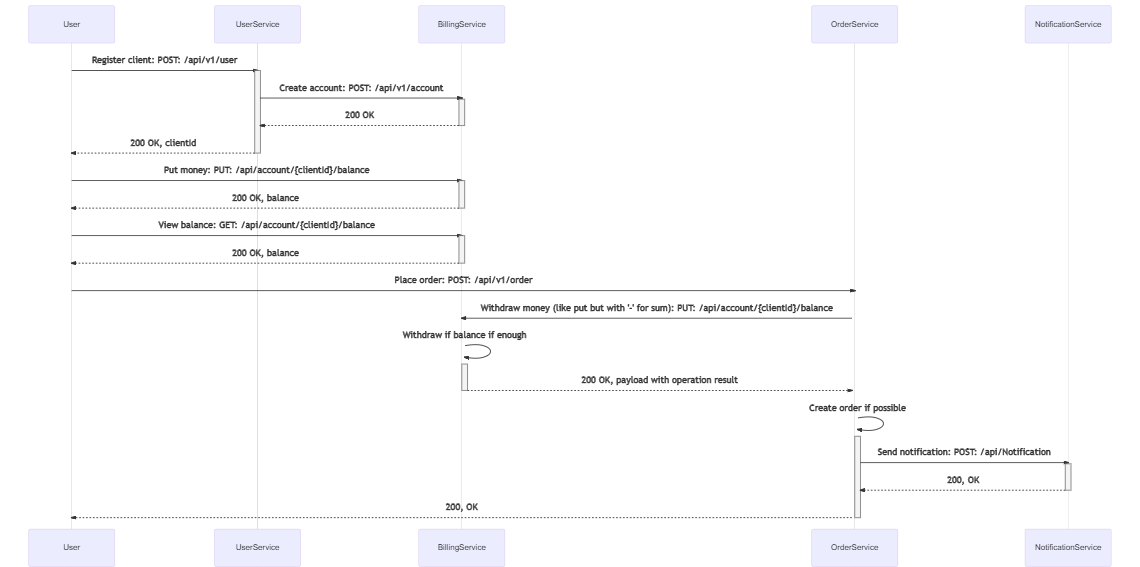 User
UserService
BillingService
OrderService
NotificationService
Register client: POST: /api/v1/user
Create account: POST: /api/v1/account
200 OK
200 OK, clientId
Put money: PUT: /api/account/{clientId}/balance
200 OK, balance
View balance: GET: /api/account/{clientId}/balance
200 OK, balance
Place order: POST: /api/v1/order
Withdraw money (like put but with '-' for sum): PUT: /api/account/{clientId}/balance
Withdraw if balance if enough
200 OK, payload with operation result
Create order if possible
Send notification: POST: /api/Notification
200, OK
200, OK
User
UserService
BillingService
OrderService
NotificationService